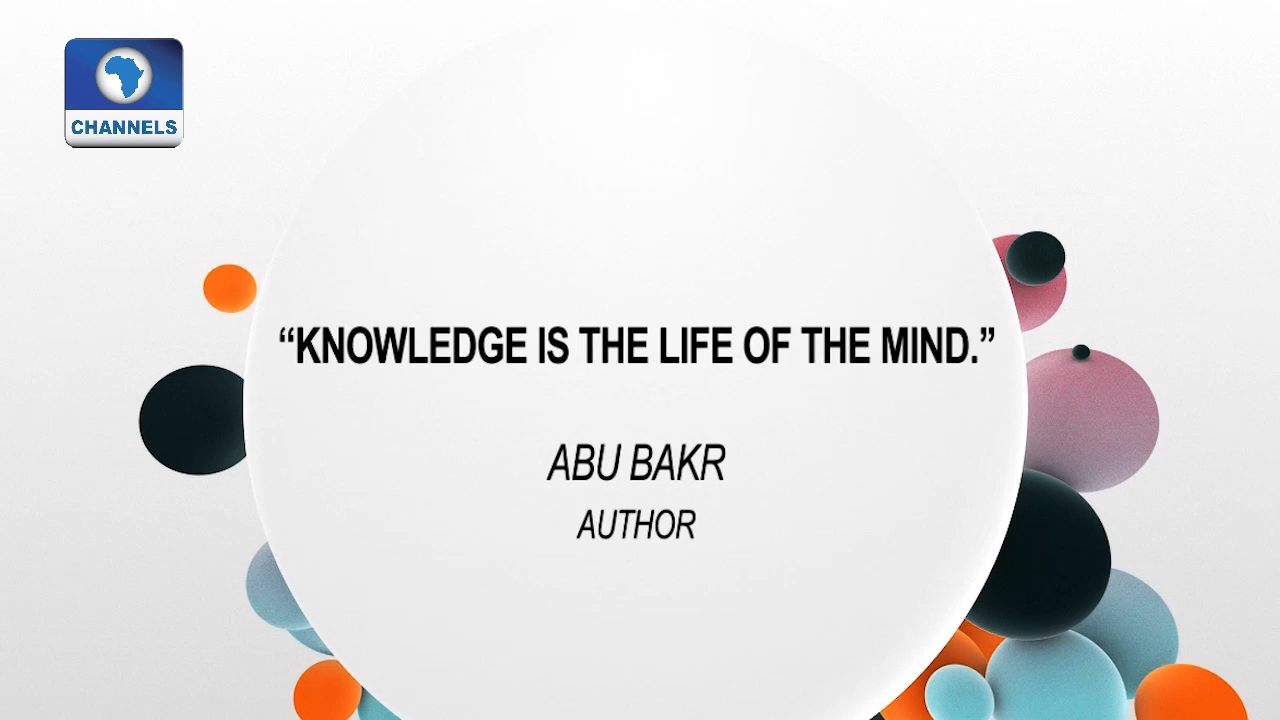 CHANNELS
“KNOWLEDGE IS THE LIFE OF THE MIND.”
ABU BAKR
AUTHOR